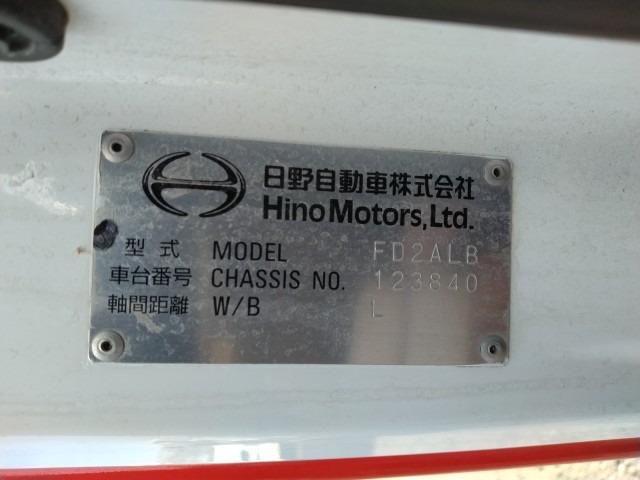 日野自動車株式会社
Hino Motors, Ltd.
型式 MODEL FD2ALB
車台番号 CHASSIS NO. 123840
軸間距離 W/B L